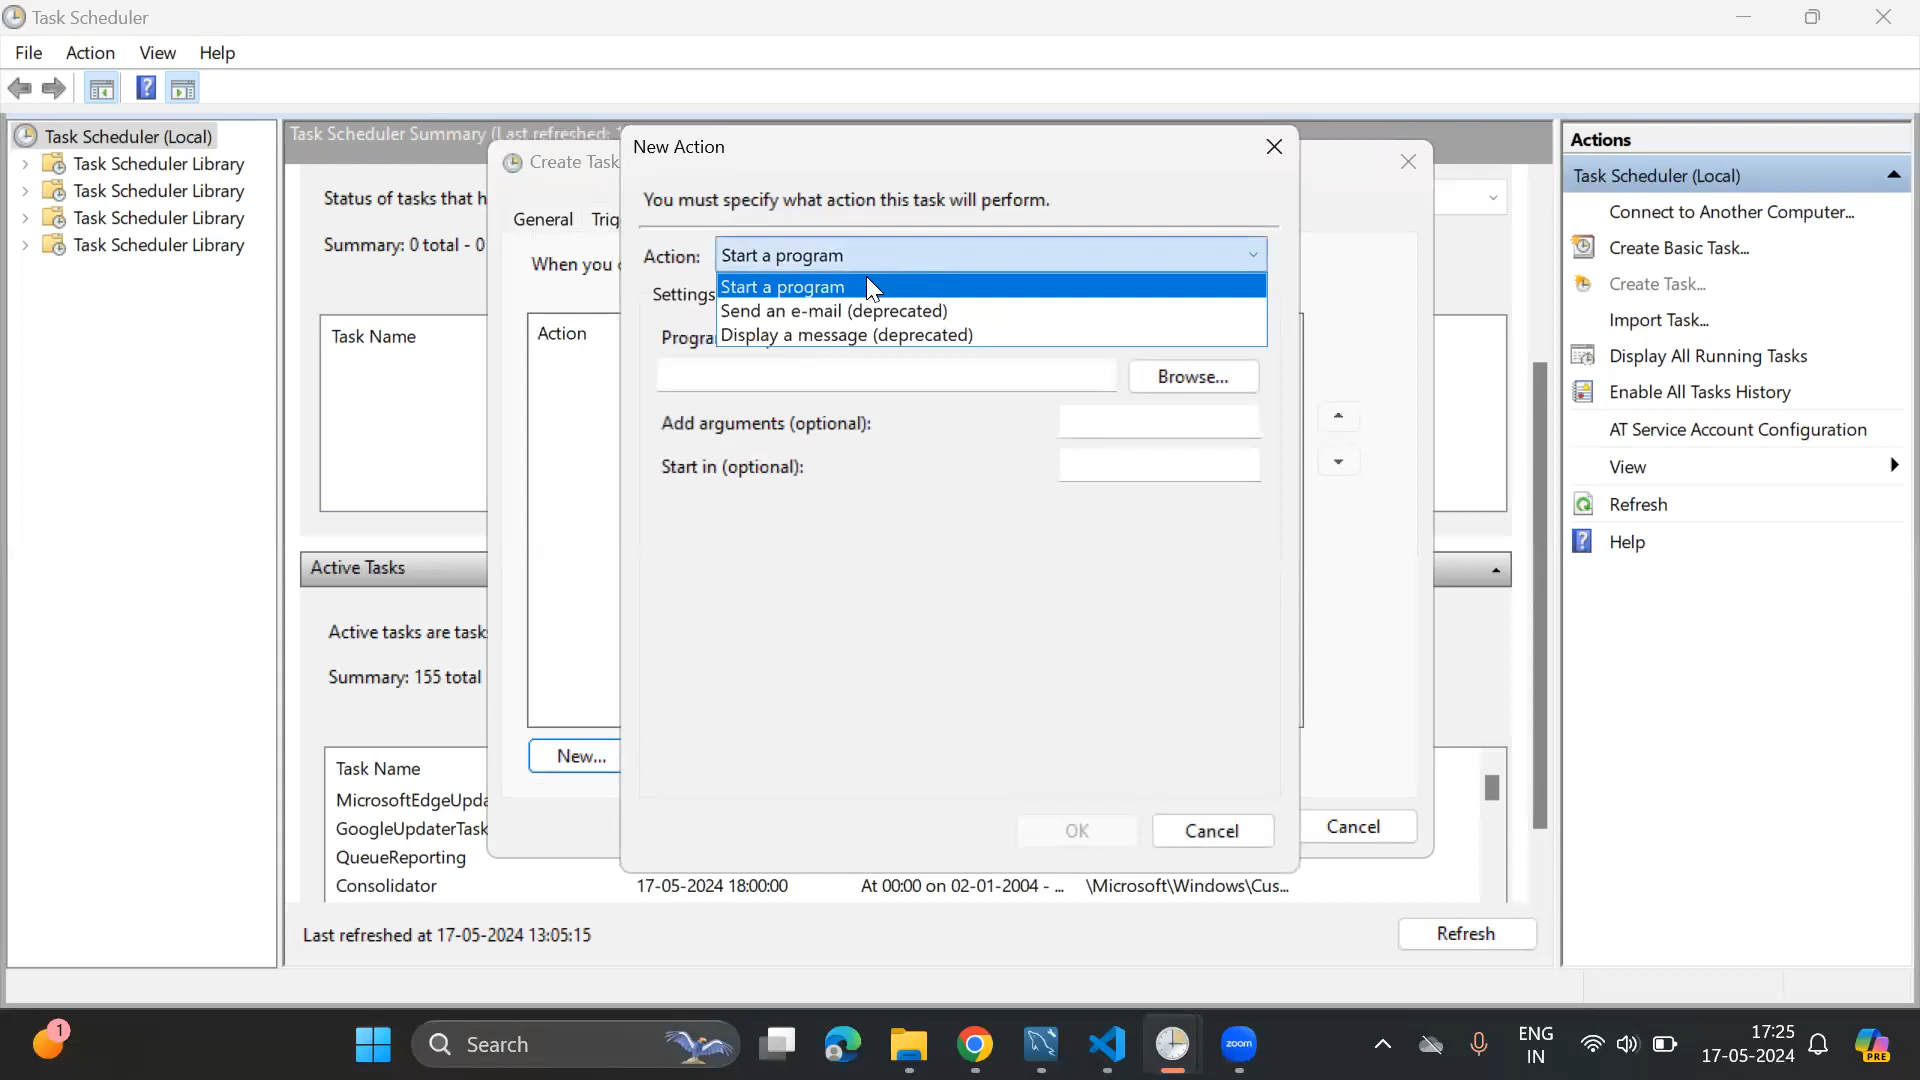 Task Scheduler
File Action View Help
Task Scheduler (Local)
Task Scheduler Library
Task Scheduler Library
Task Scheduler Library
Task Scheduler Library
Task Scheduler Summary (Last refreshed:
Status of tasks that h
Summary: 0 total - 0
Task Name
Active Tasks
Active tasks are task
Summary: 155 total
Task Name
MicrosoftEdgeUpda
GoogleUpdaterTask
QueueReporting
Consolidator 17-05-2024 18:00:00 At 00:00 on 02-01-2004 - ... \Microsoft\Windows\Cus...
Last refreshed at 17-05-2024 13:05:15
Refresh
Create Task
General Trig
When you
Action
New...
Cancel
New Action
You must specify what action this task will perform.
Action: Start a program
Start a program
Send an e-mail (deprecated)
Display a message (deprecated)
Settings
Progra
Browse...
Add arguments (optional):
Start in (optional):
OK Cancel
Actions
Task Scheduler (Local)
Connect to Another Computer...
Create Basic Task...
Create Task...
Import Task...
Display All Running Tasks
Enable All Tasks History
AT Service Account Configuration
View
Refresh
Help
1
Search
zoom
ENG
IN
17:25
17-05-2024
PRE